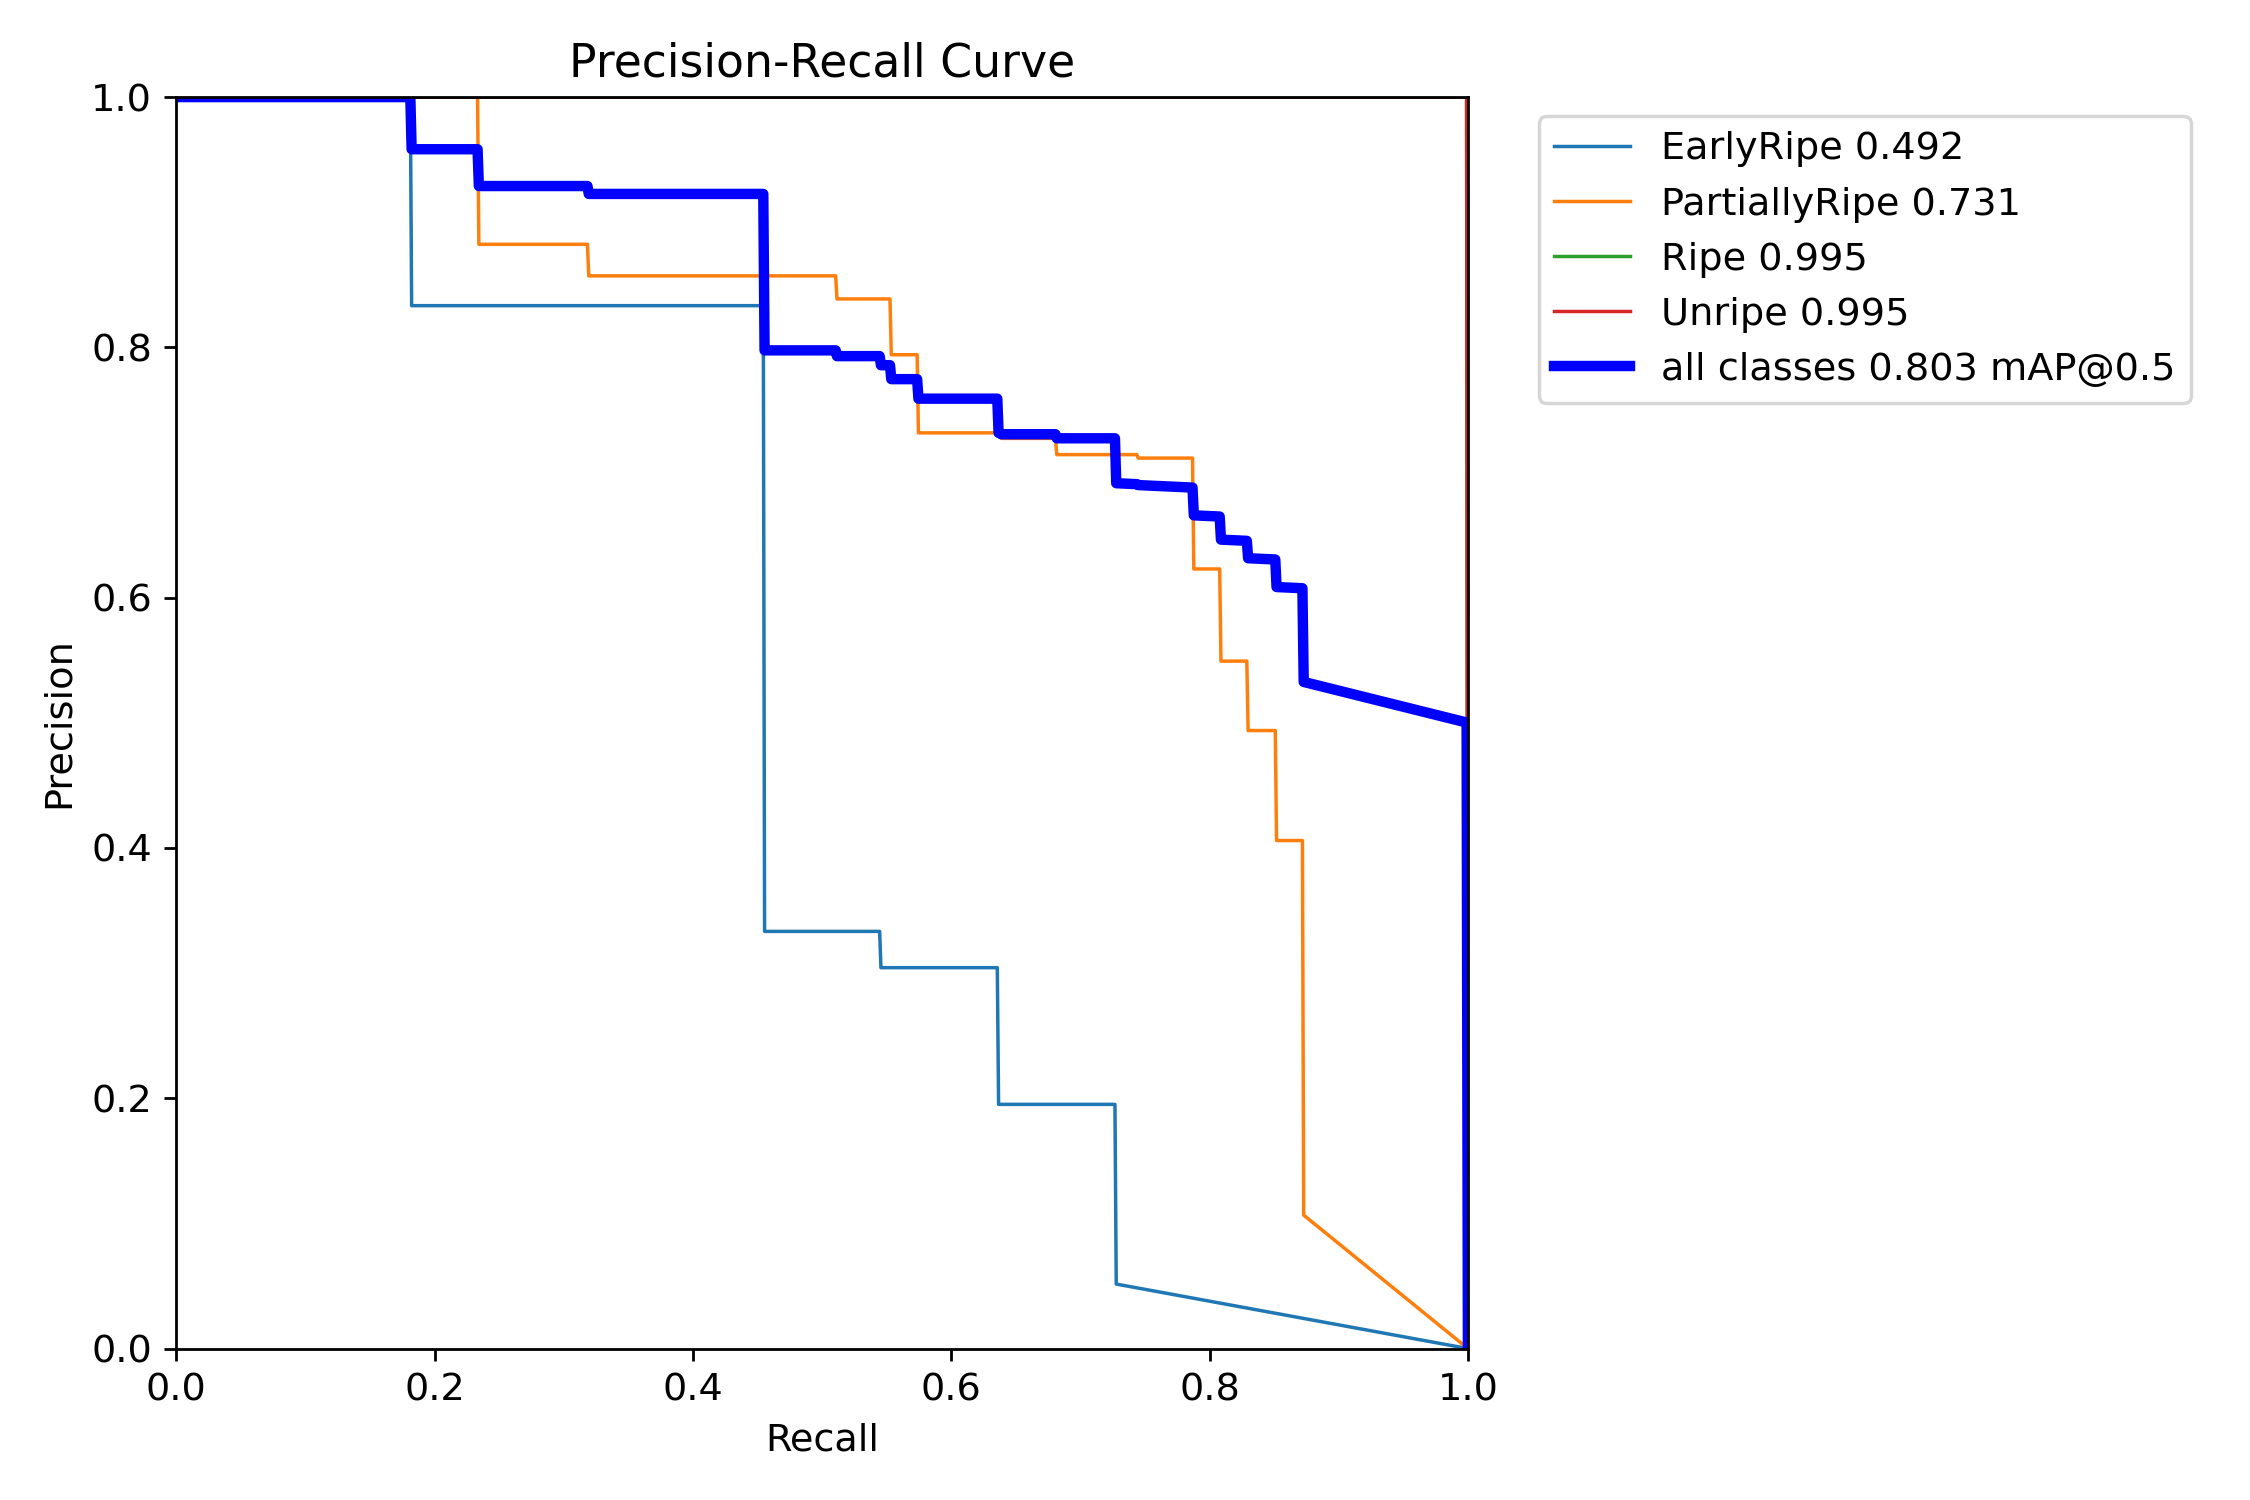 Precision-Recall Curve
1.0
0.8
0.6
0.4
0.2
0.0
Precision
0.0 0.2 0.4 0.6 0.8 1.0
Recall
EarlyRipe 0.492
PartiallyRipe 0.731
Ripe 0.995
Unripe 0.995
all classes 0.803 mAP@0.5